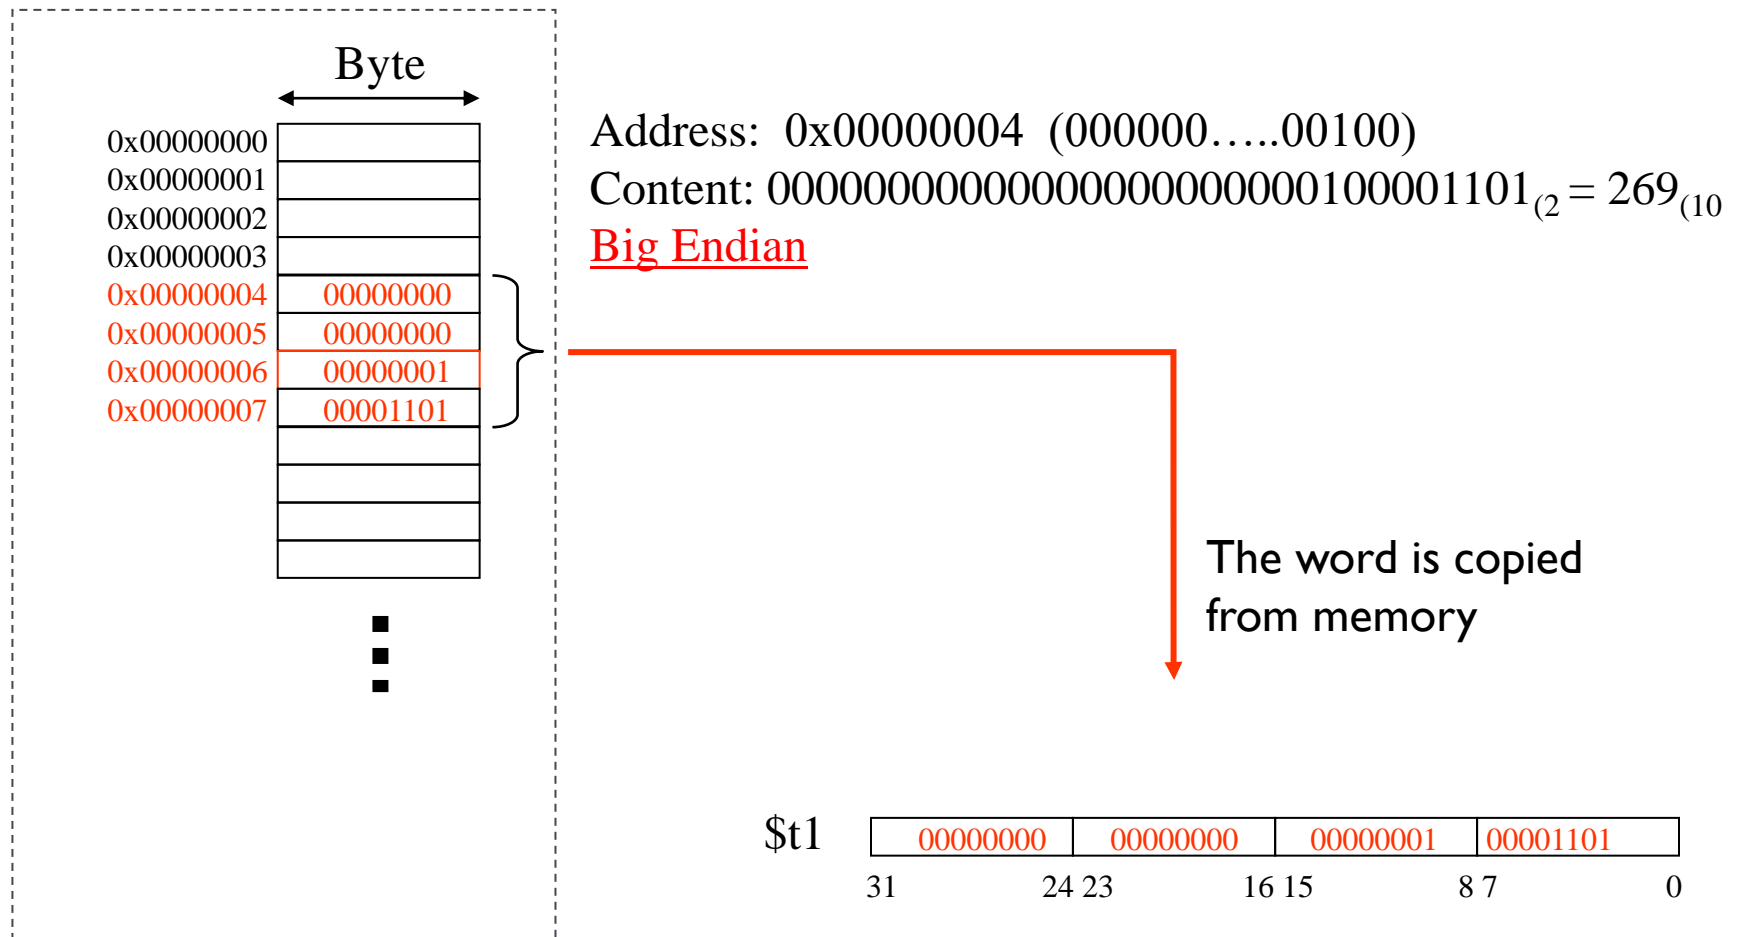 Byte
0x00000000
0x00000001
0x00000002
0x00000003
0x00000004 00000000
0x00000005 00000000
0x00000006 00000001
0x00000007 00001101
Address: 0x00000004 (000000…..00100)
Content: 00000000000000000000000100001101(2 = 269(10
Big Endian
The word is copied
from memory
$t1 00000000 00000000 00000001 00001101
31 24 23 16 15 8 7 0